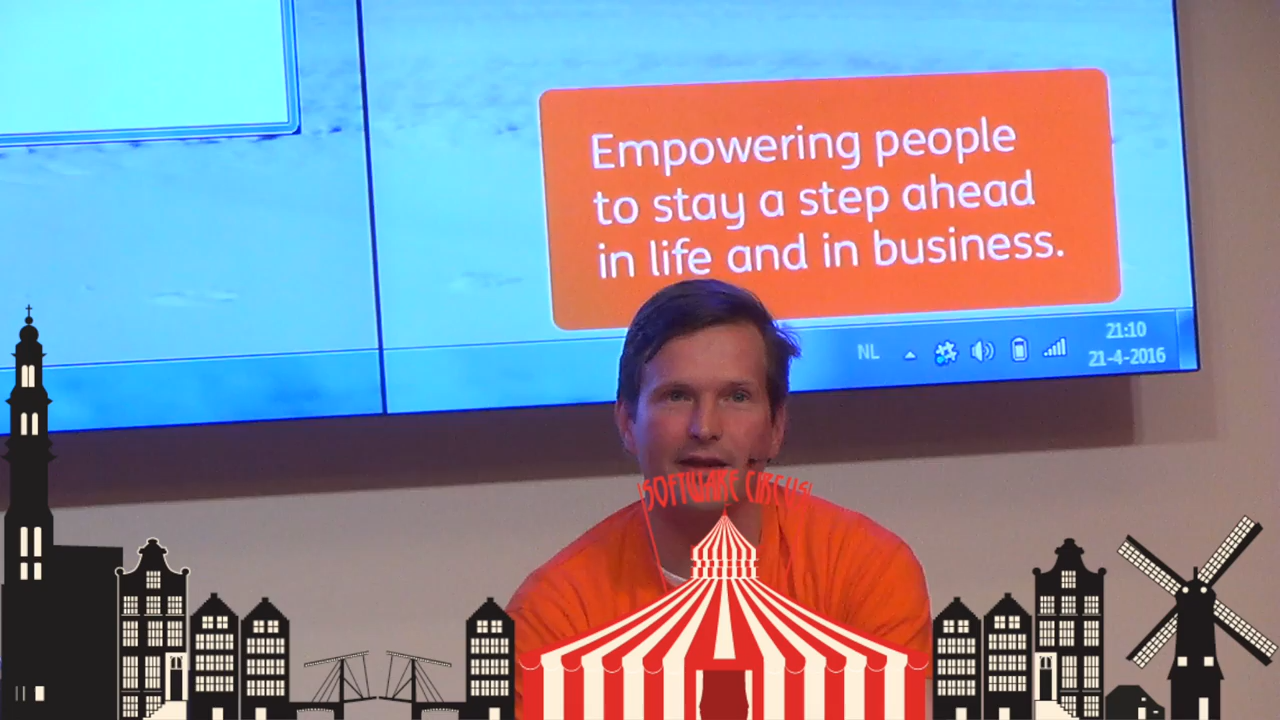 Empowering people
to stay a step ahead
in life and in business.
NL
21:10
21-4-2016
SOFTWARE CIRCUS